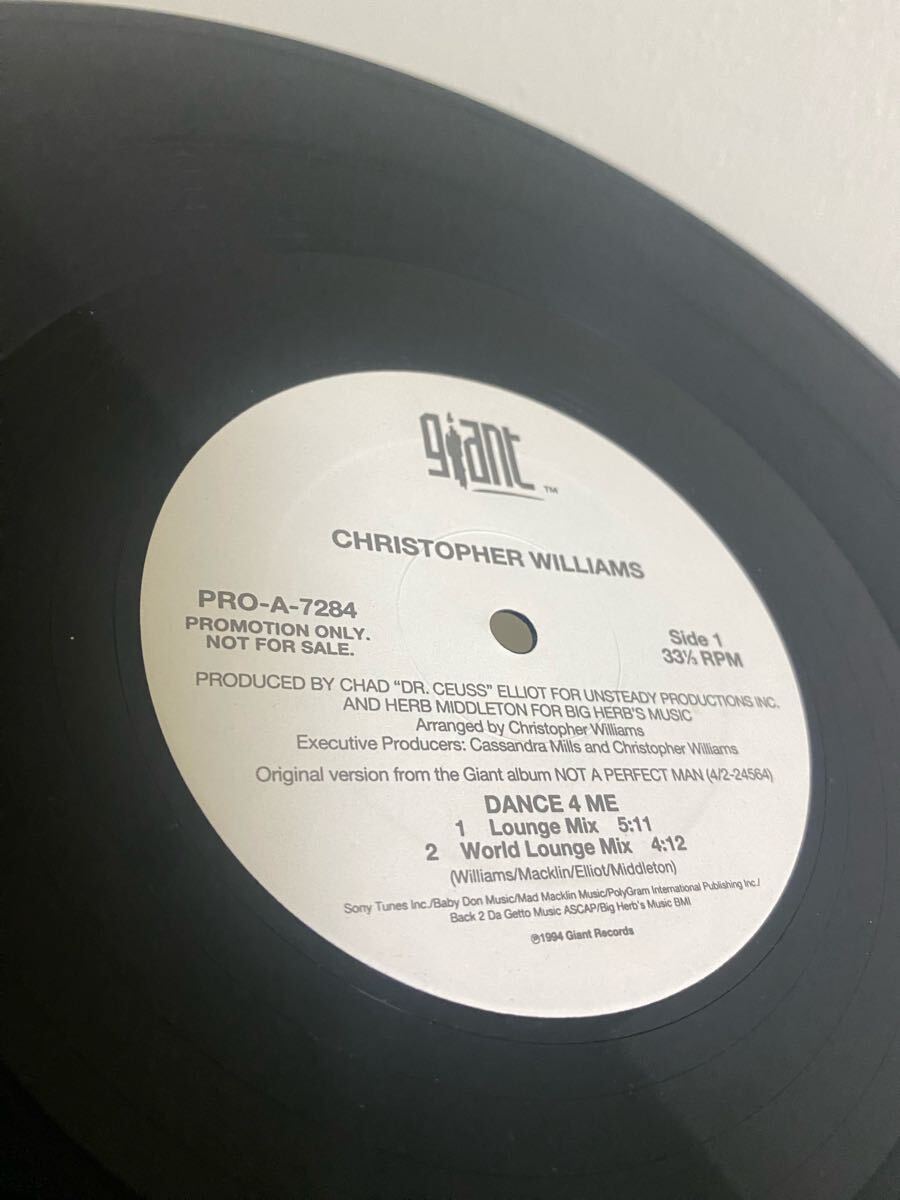 giant ™
CHRISTOPHER WILLIAMS
PRO-A-7284
PROMOTION ONLY.
NOT FOR SALE.
Side 1
33⅓ RPM
PRODUCED BY CHAD “DR. CEUSS” ELLIOT FOR UNSTEADY PRODUCTIONS INC.
AND HERB MIDDLETON FOR BIG HERB'S MUSIC
Arranged by Christopher Williams
Executive Producers: Cassandra Mills and Christopher Williams
Original version from the Giant album NOT A PERFECT MAN (4/2-24564)
DANCE 4 ME
1 Lounge Mix 5:11
2 World Lounge Mix 4:12
(Williams/Macklin/Elliot/Middleton)
Sony Tunes Inc./Baby Don Music/Mad Macklin Music/PolyGram International Publishing Inc./
Back 2 Da Getto Music ASCAP/Big Herb's Music BMI
℗1994 Giant Records